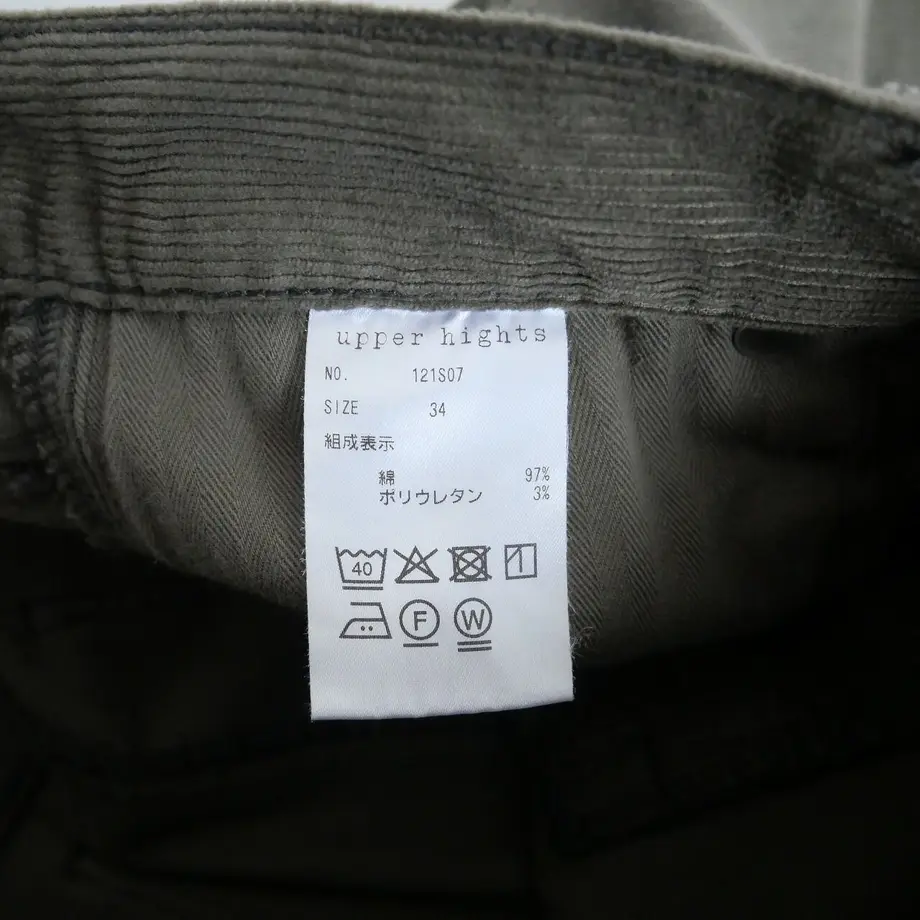 upper hights
NO. 121S07
SIZE 34
組成表示
綿 97%
ポリウレタン 3%
40
F W